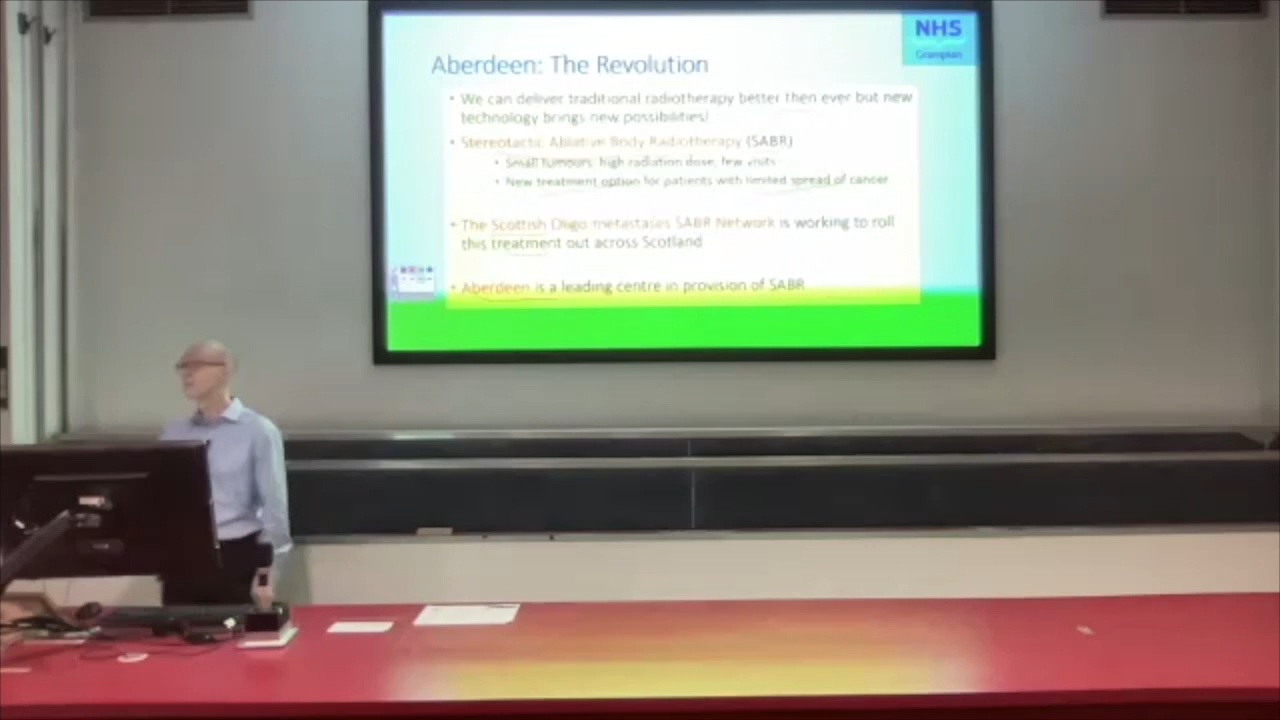 NHS
Grampian
Aberdeen: The Revolution
• We can deliver traditional radiotherapy better then ever but new
technology brings new possibilities!
• Stereotactic Ablative Body Radiotherapy (SABR)
• Small tumours, high radiation dose, few visits
• New treatment option for patients with limited spread of cancer
• The Scottish Oligo metastases SABR Network is working to roll
this treatment out across Scotland
• Aberdeen is a leading centre in provision of SABR